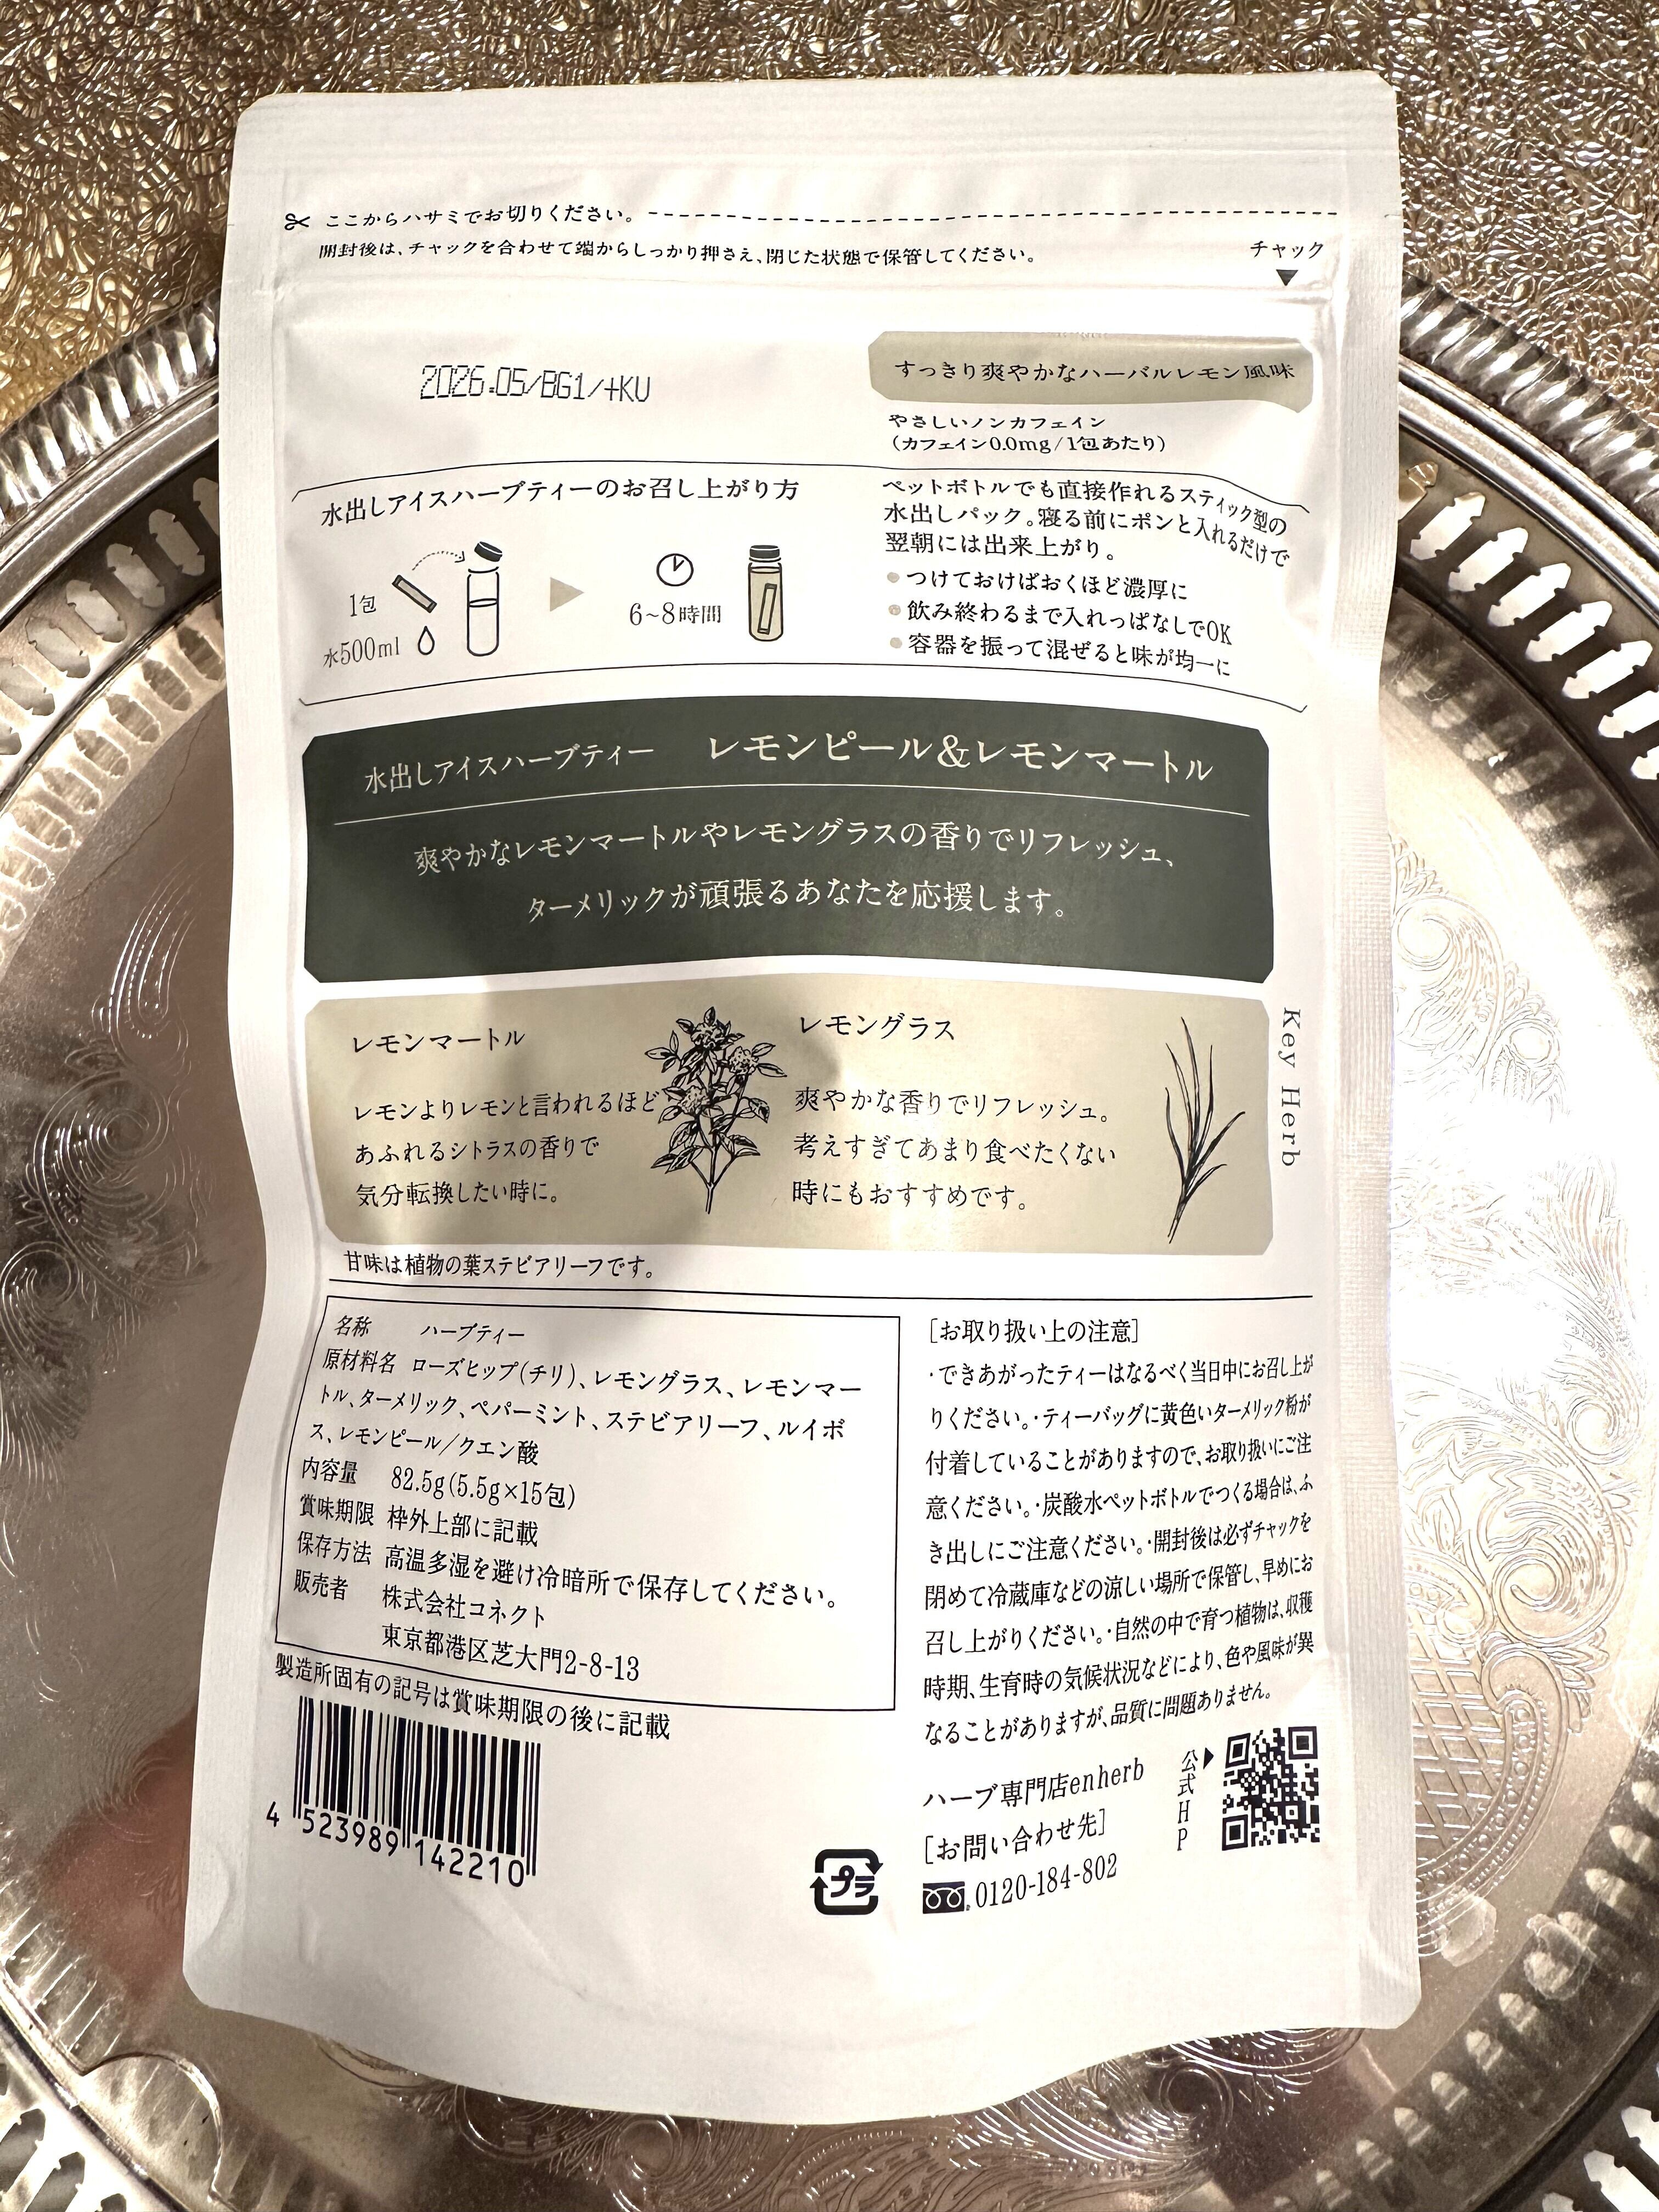 ここからハサミでお切りください。
開封後は、チャックを合わせて端からしっかり押さえ、閉じた状態で保管してください。
チャック
2026.05/BG1/+KU
すっきり爽やかなハーバルレモン風味
やさしいノンカフェイン
(カフェイン0.0mg/1包あたり)
水出しアイスハーブティーのお召し上がり方
1包
水500ml
6~8時間
ペットボトルでも直接作れるスティック型の
水出しパック。寝る前にポンと入れるだけで
翌朝には出来上がり。
●つけておけばおくほど濃厚に
●飲み終わるまで入れっぱなしでOK
●容器を振って混ぜると味が均一に
水出しアイスハーブティー レモンピール&レモンマートル
爽やかなレモンマートルやレモングラスの香りでリフレッシュ、
ターメリックが頑張るあなたを応援します。
Key Herb
レモンマートル
レモンよりレモンと言われるほど
あふれるシトラスの香りで
気分転換したい時に。
レモングラス
爽やかな香りでリフレッシュ。
考えすぎてあまり食べたくない
時にもおすすめです。
甘味は植物の葉ステビアリーフです。
名称 ハーブティー
原材料名 ローズヒップ(チリ)、レモングラス、レモンマー
トル、ターメリック、ペパーミント、ステビアリーフ、ルイボ
ス、レモンピール/クエン酸
内容量 82.5g(5.5g×15包)
賞味期限 枠外上部に記載
保存方法 高温多湿を避け冷暗所で保存してください。
販売者 株式会社コネクト
東京都港区芝大門2-8-13
製造所固有の記号は賞味期限の後に記載
4 523989 142210
プラ
[お取り扱い上の注意]
・できあがったティーはなるべく当日中にお召し上が
りください。・ティーバッグに黄色いターメリック粉が
付着していることがありますので、お取り扱いにご注
意ください。・炭酸水ペットボトルでつくる場合は、ふ
き出しにご注意ください。・開封後は必ずチャックを
閉めて冷蔵庫などの涼しい場所で保管し、早めにお
召し上がりください。・自然の中で育つ植物は、収穫
時期、生育時の気候状況などにより、色や風味が異
なることがありますが、品質に問題ありません。
ハーブ専門店enherb
[お問い合わせ先]
0120-184-802
公式HP